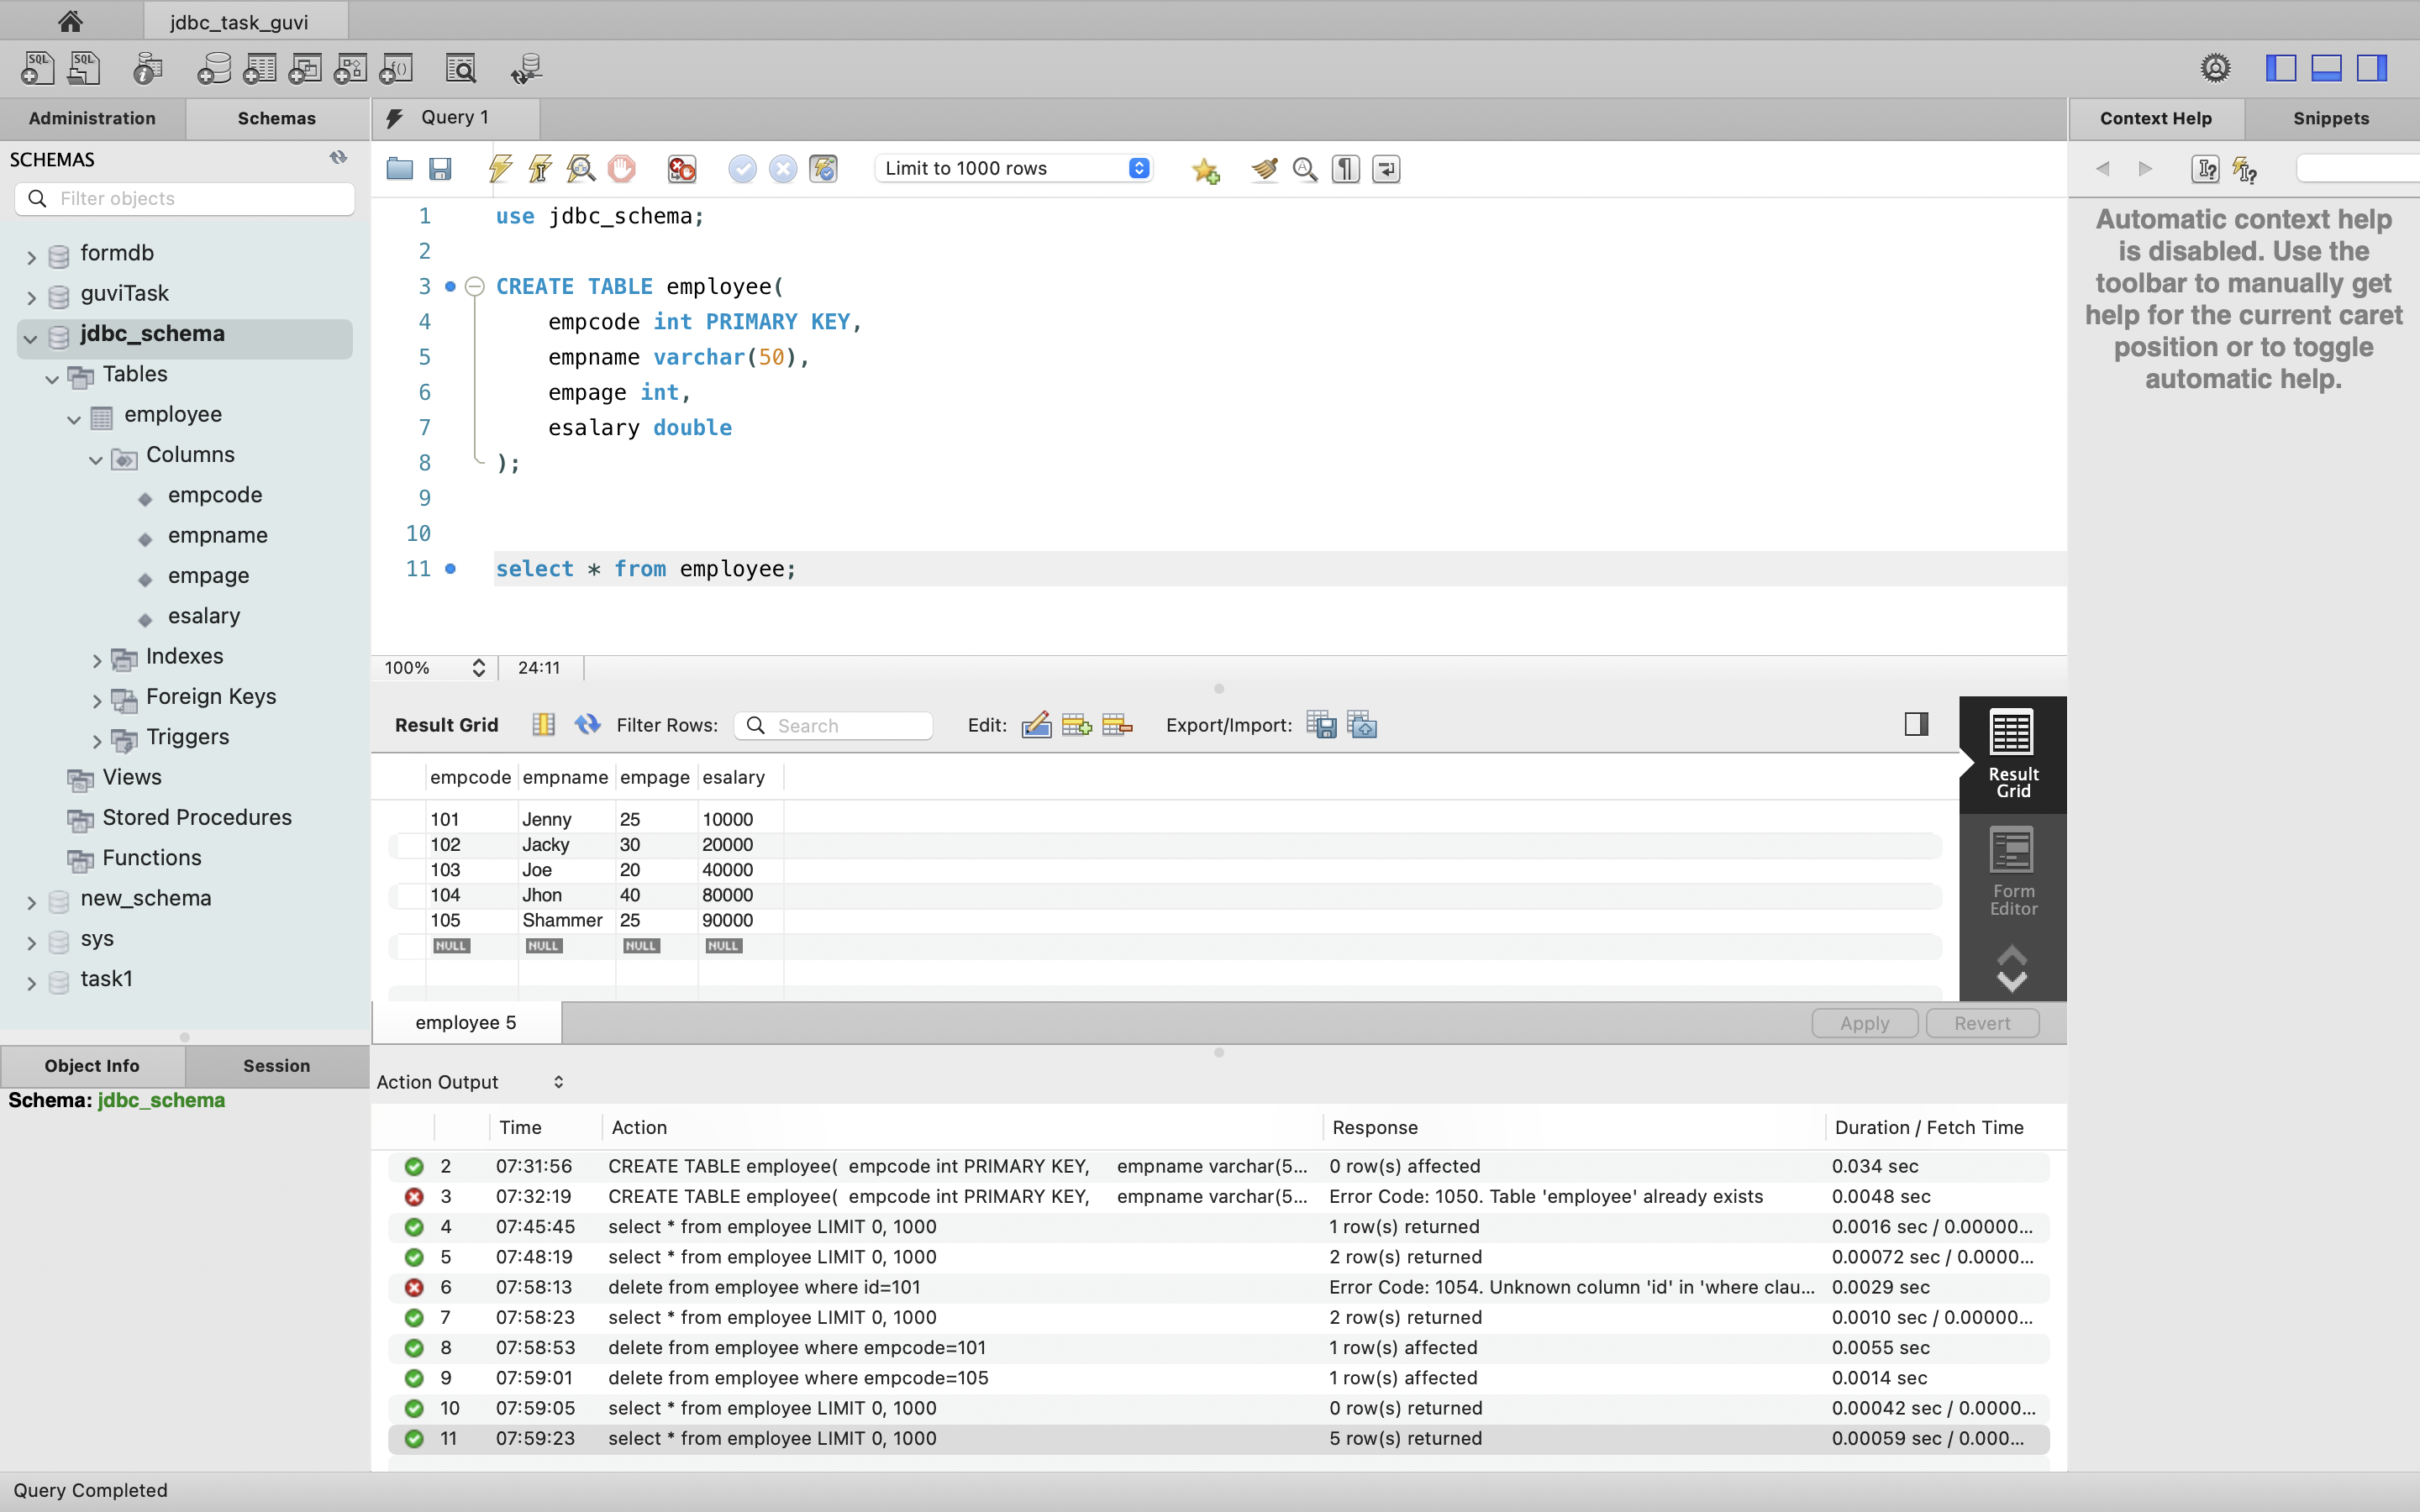 jdbc_task_guvi
Administration
Schemas
SCHEMAS
Filter objects
formdb
guviTask
jdbc_schema
Tables
employee
Columns
empcode
empname
empage
esalary
Indexes
Foreign Keys
Triggers
Views
Stored Procedures
Functions
new_schema
sys
task1
Object Info
Session
Schema: jdbc_schema
Query 1
Limit to 1000 rows
1 use jdbc_schema;
2
3 CREATE TABLE employee(
4 empcode int PRIMARY KEY,
5 empname varchar(50),
6 empage int,
7 esalary double
8 );
9
10
11 select * from employee;
100% 24:11
Result Grid Filter Rows: Search Edit: Export/Import:
empcode empname empage esalary
101 Jenny 25 10000
102 Jacky 30 20000
103 Joe 20 40000
104 Jhon 40 80000
105 Shammer 25 90000
NULL NULL NULL NULL
Result
Grid
Form
Editor
employee 5
Apply Revert
Action Output
Time Action Response Duration / Fetch Time
2 07:31:56 CREATE TABLE employee( empcode int PRIMARY KEY, empname varchar(5... 0 row(s) affected 0.034 sec
3 07:32:19 CREATE TABLE employee( empcode int PRIMARY KEY, empname varchar(5... Error Code: 1050. Table 'employee' already exists 0.0048 sec
4 07:45:45 select * from employee LIMIT 0, 1000 1 row(s) returned 0.0016 sec / 0.00000...
5 07:48:19 select * from employee LIMIT 0, 1000 2 row(s) returned 0.00072 sec / 0.0000...
6 07:58:13 delete from employee where id=101 Error Code: 1054. Unknown column 'id' in 'where clau... 0.0029 sec
7 07:58:23 select * from employee LIMIT 0, 1000 2 row(s) returned 0.0010 sec / 0.00000...
8 07:58:53 delete from employee where empcode=101 1 row(s) affected 0.0055 sec
9 07:59:01 delete from employee where empcode=105 1 row(s) affected 0.0014 sec
10 07:59:05 select * from employee LIMIT 0, 1000 0 row(s) returned 0.00042 sec / 0.0000...
11 07:59:23 select * from employee LIMIT 0, 1000 5 row(s) returned 0.00059 sec / 0.000...
Context Help
Snippets
Automatic context help
is disabled. Use the
toolbar to manually get
help for the current caret
position or to toggle
automatic help.
Query Completed